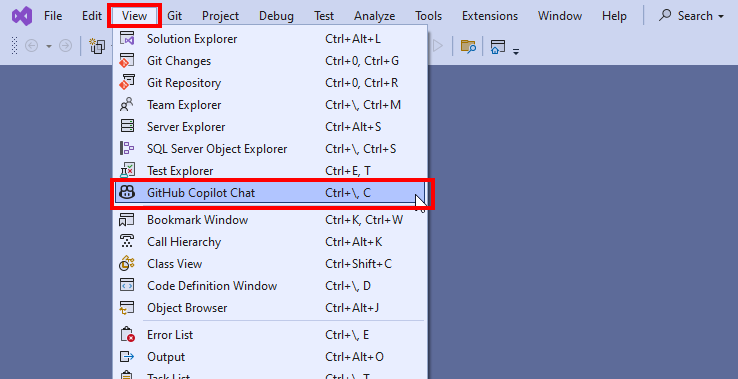 File Edit View Git Project Debug Test Analyze Tools Extensions Window Help Search
Solution Explorer Ctrl+Alt+L
Git Changes Ctrl+0, Ctrl+G
Git Repository Ctrl+0, Ctrl+R
Team Explorer Ctrl+\, Ctrl+M
Server Explorer Ctrl+Alt+S
SQL Server Object Explorer Ctrl+\, Ctrl+S
Test Explorer Ctrl+E, T
GitHub Copilot Chat Ctrl+\, C
Bookmark Window Ctrl+K, Ctrl+W
Call Hierarchy Ctrl+Alt+K
Class View Ctrl+Shift+C
Code Definition Window Ctrl+\, D
Object Browser Ctrl+Alt+J
Error List Ctrl+\, E
Output Ctrl+Alt+O
Task List Ctrl+\, T